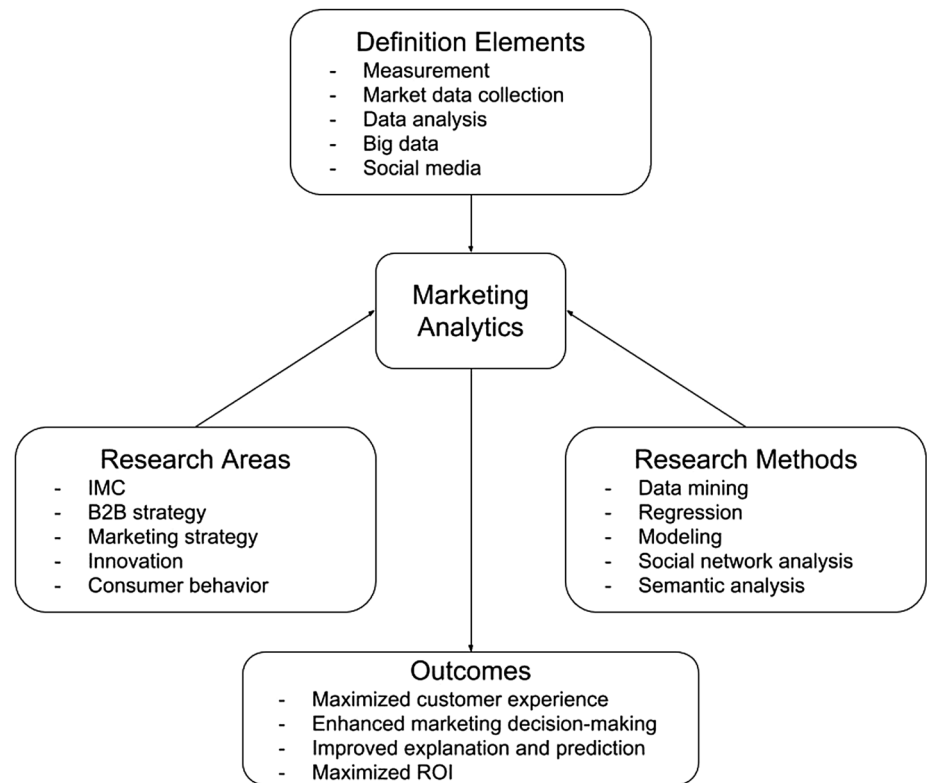 Definition Elements
- Measurement
- Market data collection
- Data analysis
- Big data
- Social media
Marketing
Analytics
Research Areas
- IMC
- B2B strategy
- Marketing strategy
- Innovation
- Consumer behavior
Research Methods
- Data mining
- Regression
- Modeling
- Social network analysis
- Semantic analysis
Outcomes
- Maximized customer experience
- Enhanced marketing decision-making
- Improved explanation and prediction
- Maximized ROI